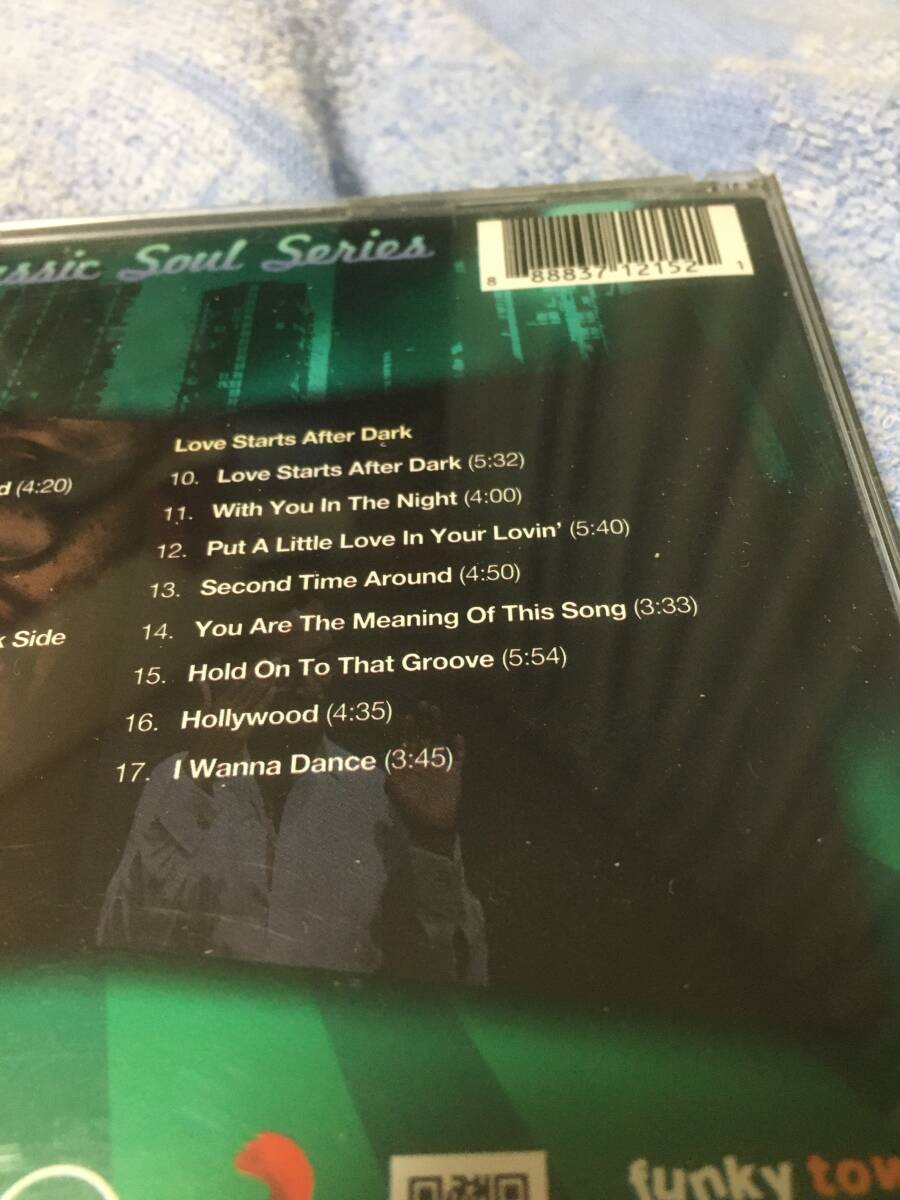 Soul Series
8 88837 12152 1
(4:20)
Side
Love Starts After Dark
10. Love Starts After Dark (5:32)
11. With You In The Night (4:00)
12. Put A Little Love In Your Lovin' (5:40)
13. Second Time Around (4:50)
14. You Are The Meaning Of This Song (3:33)
15. Hold On To That Groove (5:54)
16. Hollywood (4:35)
17. I Wanna Dance (3:45)
funky